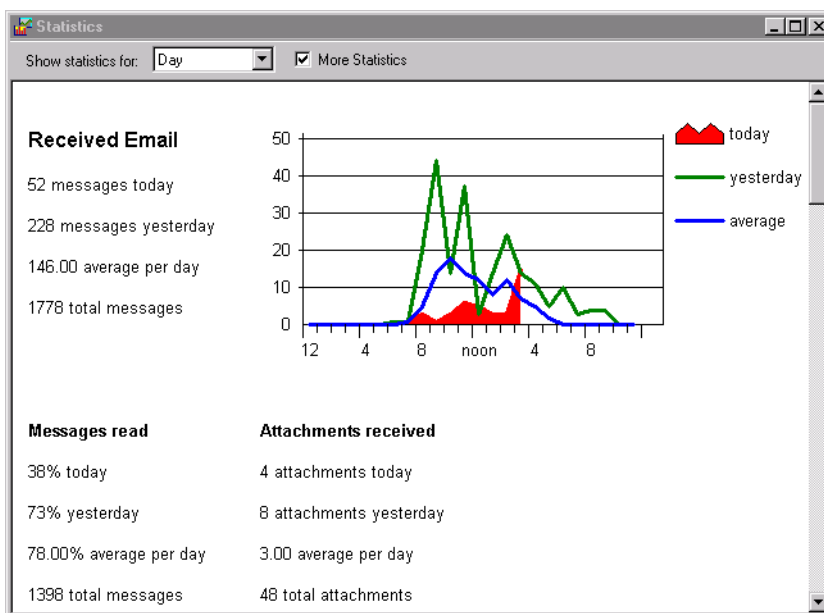 Statistics
Show statistics for: Day More Statistics
Received Email
52 messages today
228 messages yesterday
146.00 average per day
1778 total messages
50
40
30
20
10
0
12 4 8 noon 4 8
today
yesterday
average
Messages read
38% today
73% yesterday
78.00% average per day
1398 total messages
Attachments received
4 attachments today
8 attachments yesterday
3.00 average per day
48 total attachments